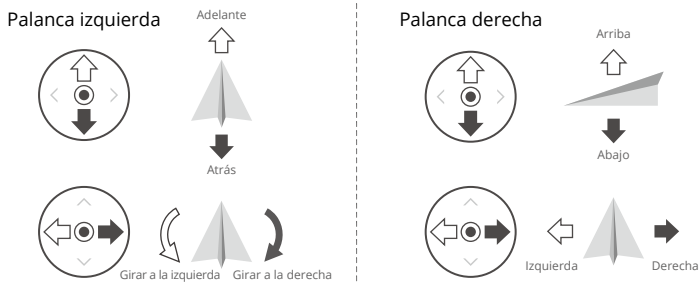 Palanca izquierda
Adelante
Atrás
Girar a la izquierda
Girar a la derecha
Palanca derecha
Arriba
Abajo
Izquierda
Derecha